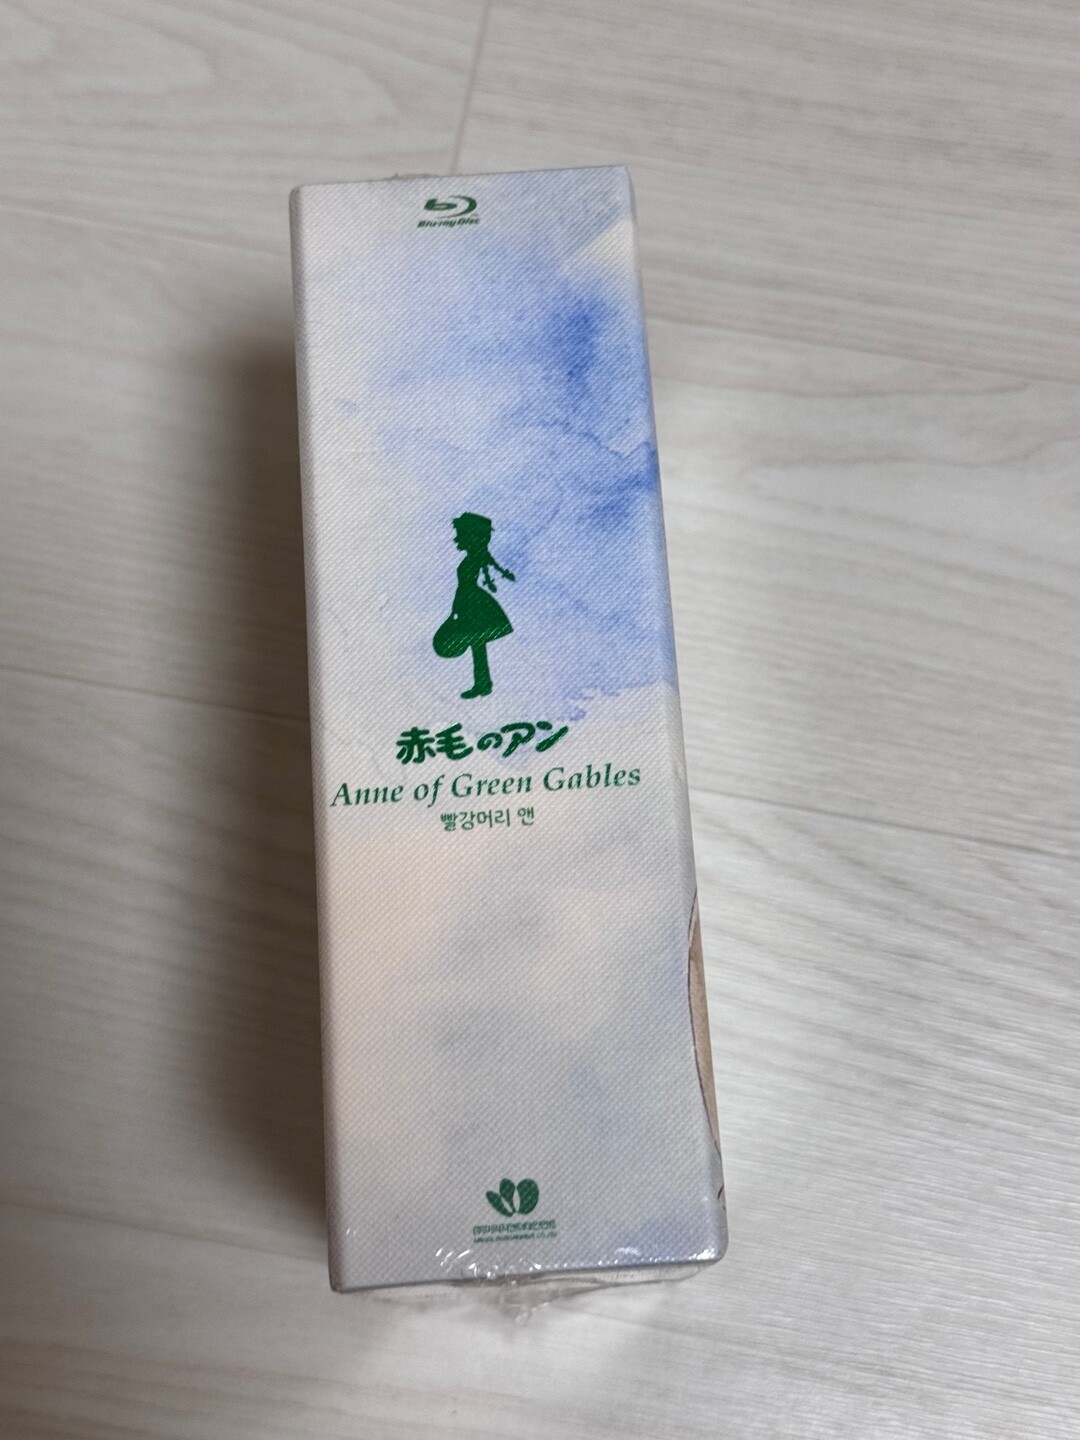 Blu-ray Disc
赤毛のアン
Anne of Green Gables
빨강머리 앤